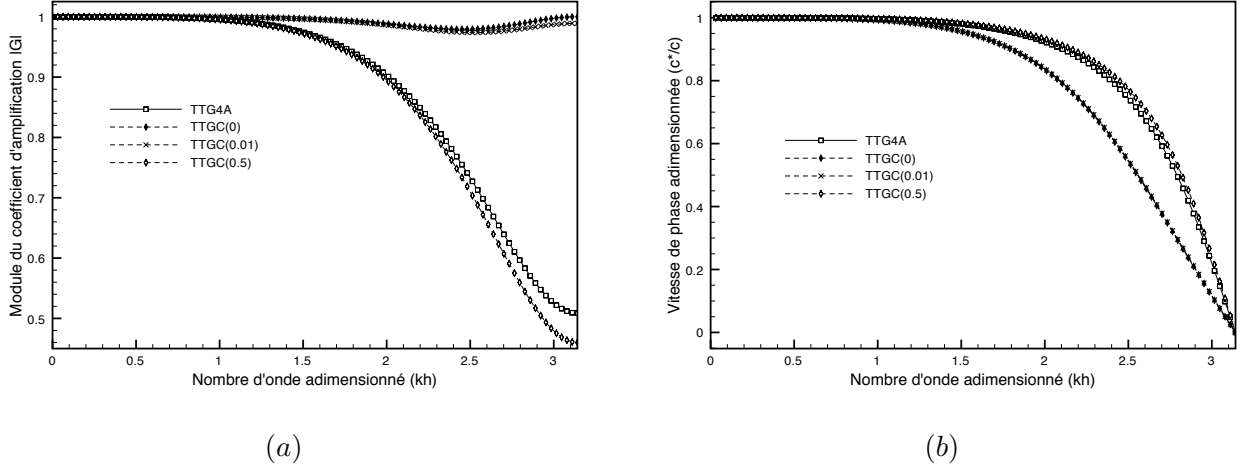 Module du coefficient d'amplification |G|
1
0.9
0.8
0.7
0.6
0.5
TTG4A
TTGC(0)
TTGC(0.01)
TTGC(0.5)
0
0.5
1
1.5
2
2.5
3
Nombre d'onde adimensionné (kh)
(a)
Vitesse de phase adimensionnée (c*/c)
1
0.8
0.6
0.4
0.2
0
TTG4A
TTGC(0)
TTGC(0.01)
TTGC(0.5)
0
0.5
1
1.5
2
2.5
3
Nombre d'onde adimensionné (kh)
(b)